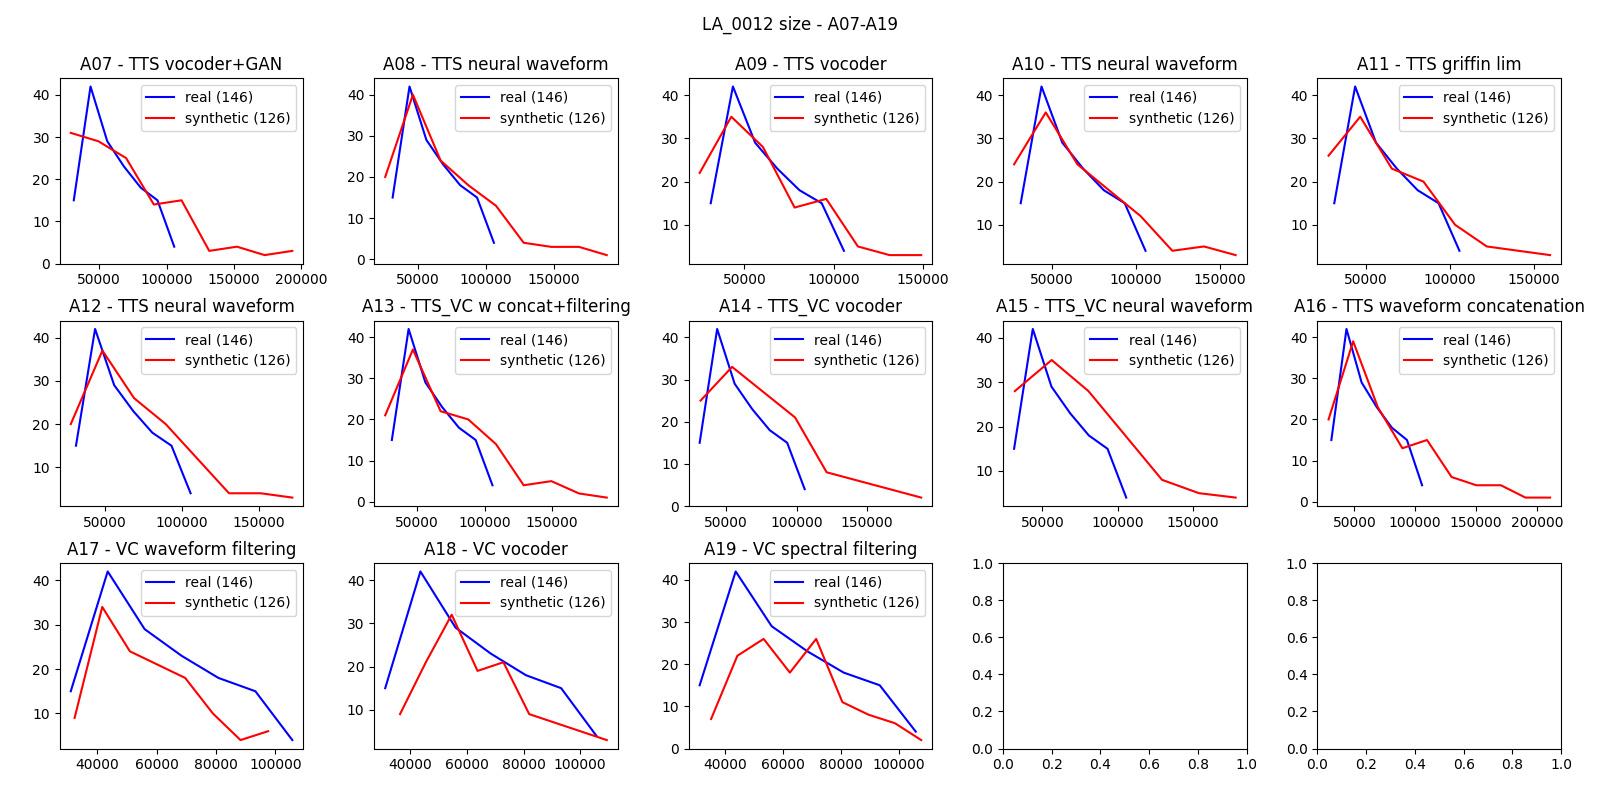 LA_0012 size - A07-A19
A07 - TTS vocoder+GAN
A08 - TTS neural waveform
A09 - TTS vocoder
A10 - TTS neural waveform
A11 - TTS griffin lim
real (146)
synthetic (126)
real (146)
synthetic (126)
real (146)
synthetic (126)
real (146)
synthetic (126)
real (146)
synthetic (126)
40
30
20
10
0
50000 100000 150000 200000
40
30
20
10
0
50000 100000 150000
40
30
20
10
50000 100000 150000
40
30
20
10
50000 100000 150000
40
30
20
10
50000 100000 150000
A12 - TTS neural waveform
A13 - TTS_VC w concat+filtering
A14 - TTS_VC vocoder
A15 - TTS_VC neural waveform
A16 - TTS waveform concatenation
real (146)
synthetic (126)
real (146)
synthetic (126)
real (146)
synthetic (126)
real (146)
synthetic (126)
real (146)
synthetic (126)
40
30
20
10
50000 100000 150000
40
30
20
10
0
50000 100000 150000
40
30
20
10
0
50000 100000 150000
40
30
20
10
50000 100000 150000
40
30
20
10
0
50000 100000 150000 200000
A17 - VC waveform filtering
A18 - VC vocoder
A19 - VC spectral filtering
real (146)
synthetic (126)
real (146)
synthetic (126)
real (146)
synthetic (126)
40
30
20
10
40000 60000 80000 100000
40
30
20
10
40000 60000 80000 100000
40
30
20
10
0
40000 60000 80000 100000
1.0
0.8
0.6
0.4
0.2
0.0
0.0 0.2 0.4 0.6 0.8 1.0
1.0
0.8
0.6
0.4
0.2
0.0
0.0 0.2 0.4 0.6 0.8 1.0